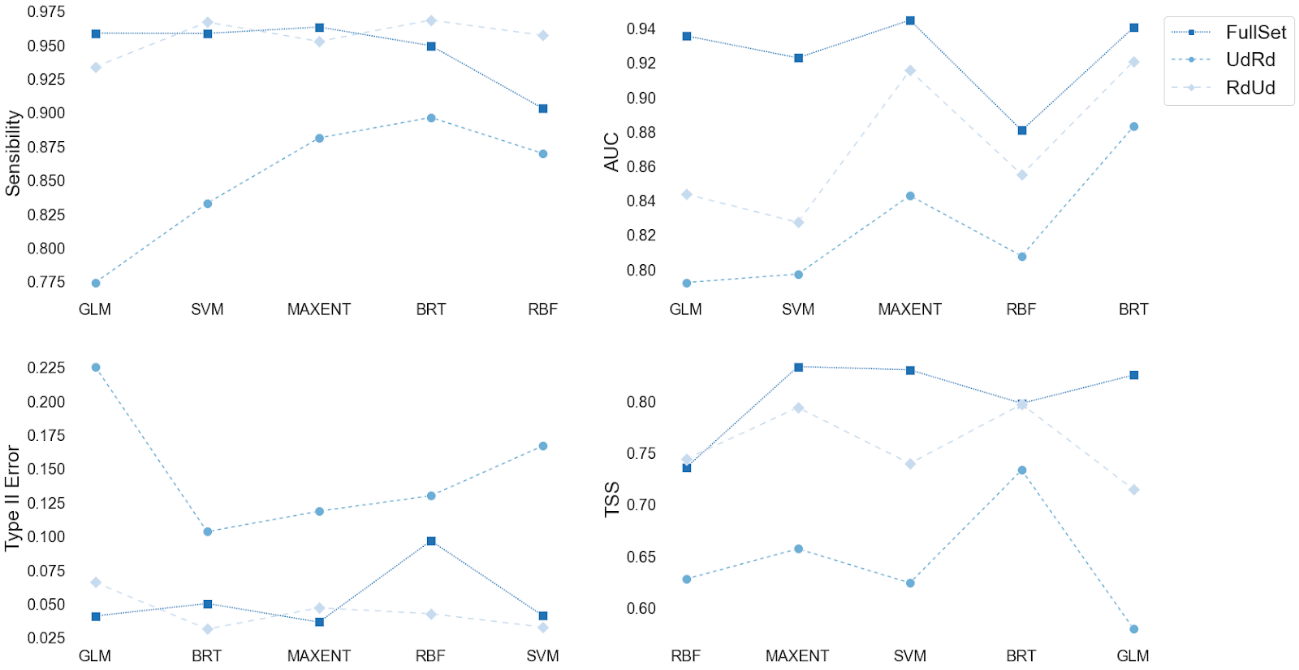 0.975
0.950
0.925
0.900
0.875
0.850
0.825
0.800
0.775
Sensibility
GLM SVM MAXENT BRT RBF
0.94
0.92
0.90
0.88
0.86
0.84
0.82
0.80
AUC
GLM SVM MAXENT RBF BRT
FullSet
UdRd
RdUd
0.225
0.200
0.175
0.150
0.125
0.100
0.075
0.050
0.025
Type II Error
GLM BRT MAXENT RBF SVM
0.80
0.75
0.70
0.65
0.60
TSS
RBF MAXENT SVM BRT GLM